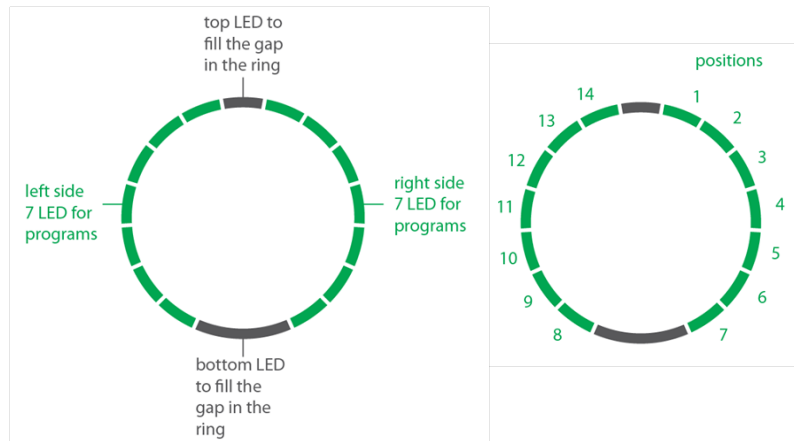 top LED to
fill the gap
in the ring
left side
7 LED for
programs
right side
7 LED for
programs
bottom LED
to fill the
gap in the
ring
positions
14
1
13
2
12
3
11
4
10
5
9
6
8
7